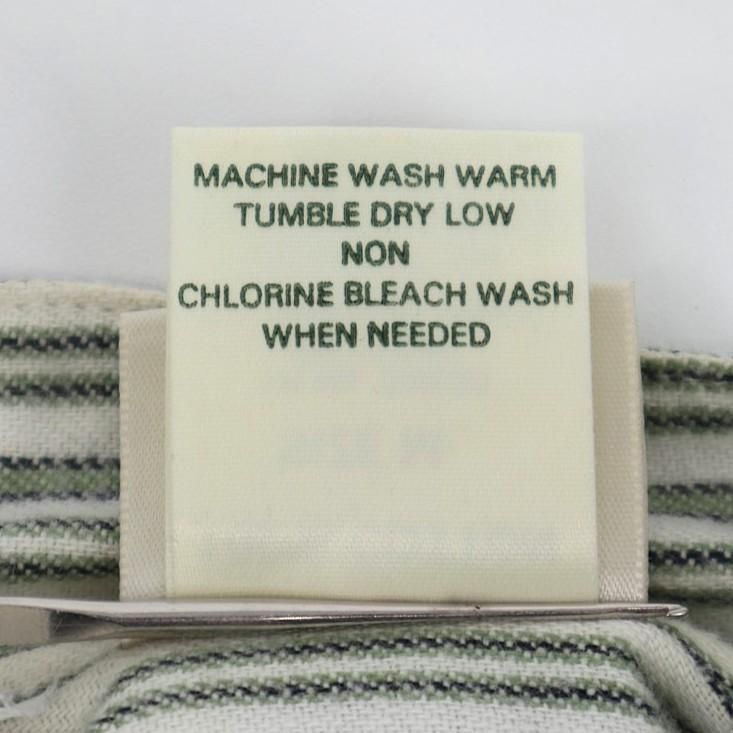 MACHINE WASH WARM
TUMBLE DRY LOW
NON
CHLORINE BLEACH WASH
WHEN NEEDED